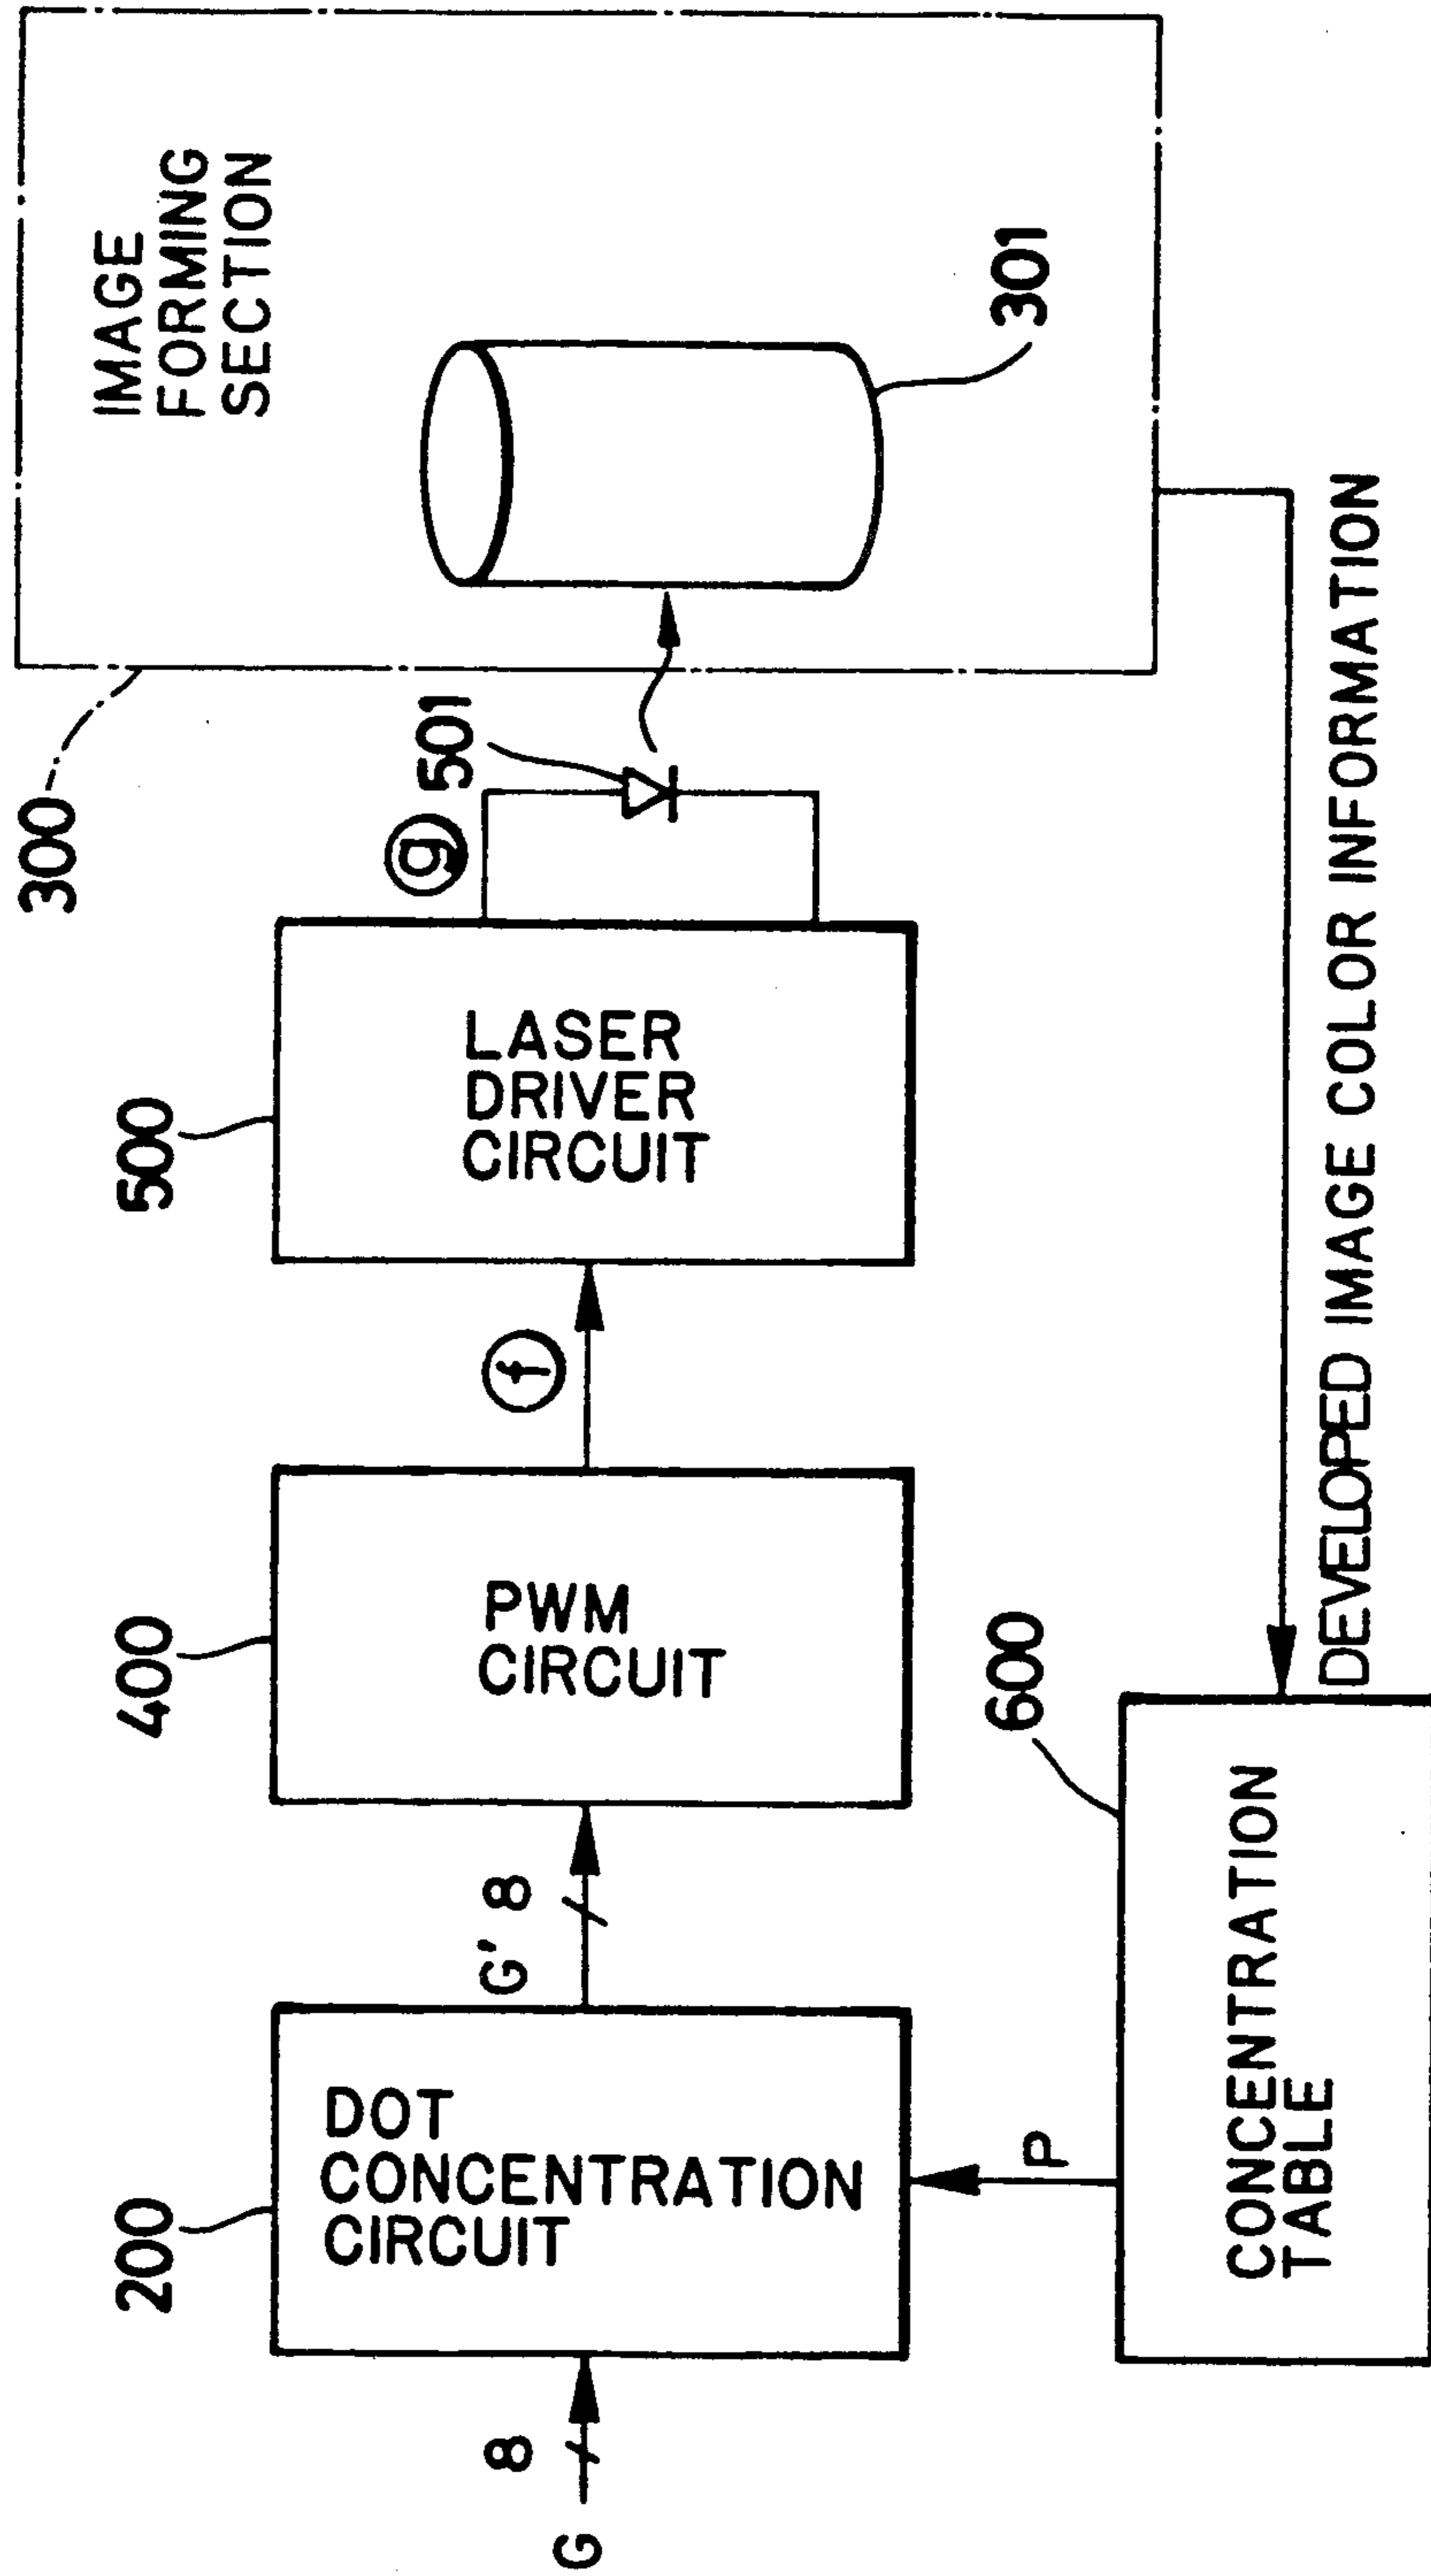 300
IMAGE
FORMING
SECTION
200
400
500
g
501
G
8
DOT
CONCENTRATION
CIRCUIT
G' 8
PWM
CIRCUIT
f
LASER
DRIVER
CIRCUIT
301
P
600
CONCENTRATION
TABLE
DEVELOPED IMAGE COLOR INFORMATION